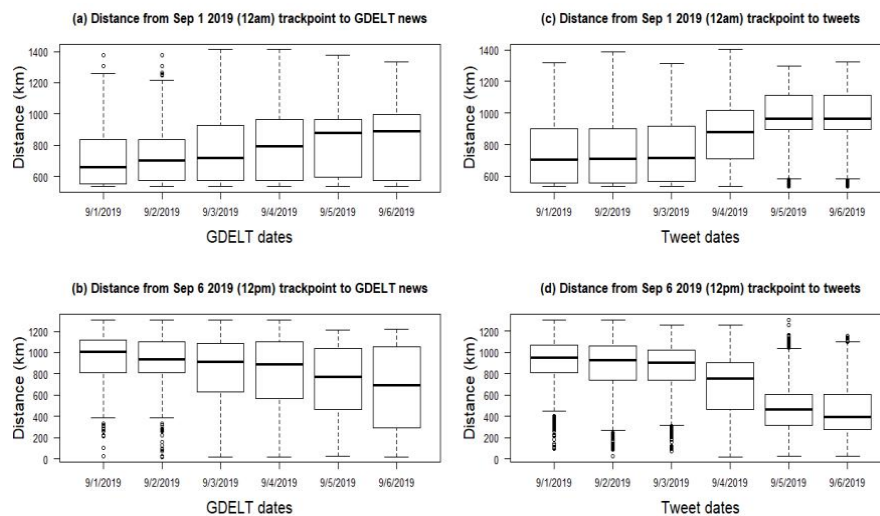 (a) Distance from Sep 1 2019 (12am) trackpoint to GDELT news
Distance (km)
1400
1200
1000
800
600
9/1/2019 9/2/2019 9/3/2019 9/4/2019 9/5/2019 9/6/2019
GDELT dates
(c) Distance from Sep 1 2019 (12am) trackpoint to tweets
Distance (km)
1400
1200
1000
800
600
9/1/2019 9/2/2019 9/3/2019 9/4/2019 9/5/2019 9/6/2019
Tweet dates
(b) Distance from Sep 6 2019 (12pm) trackpoint to GDELT news
Distance (km)
1200
1000
800
600
400
200
0
9/1/2019 9/2/2019 9/3/2019 9/4/2019 9/5/2019 9/6/2019
GDELT dates
(d) Distance from Sep 6 2019 (12pm) trackpoint to tweets
Distance (km)
1200
1000
800
600
400
200
0
9/1/2019 9/2/2019 9/3/2019 9/4/2019 9/5/2019 9/6/2019
Tweet dates